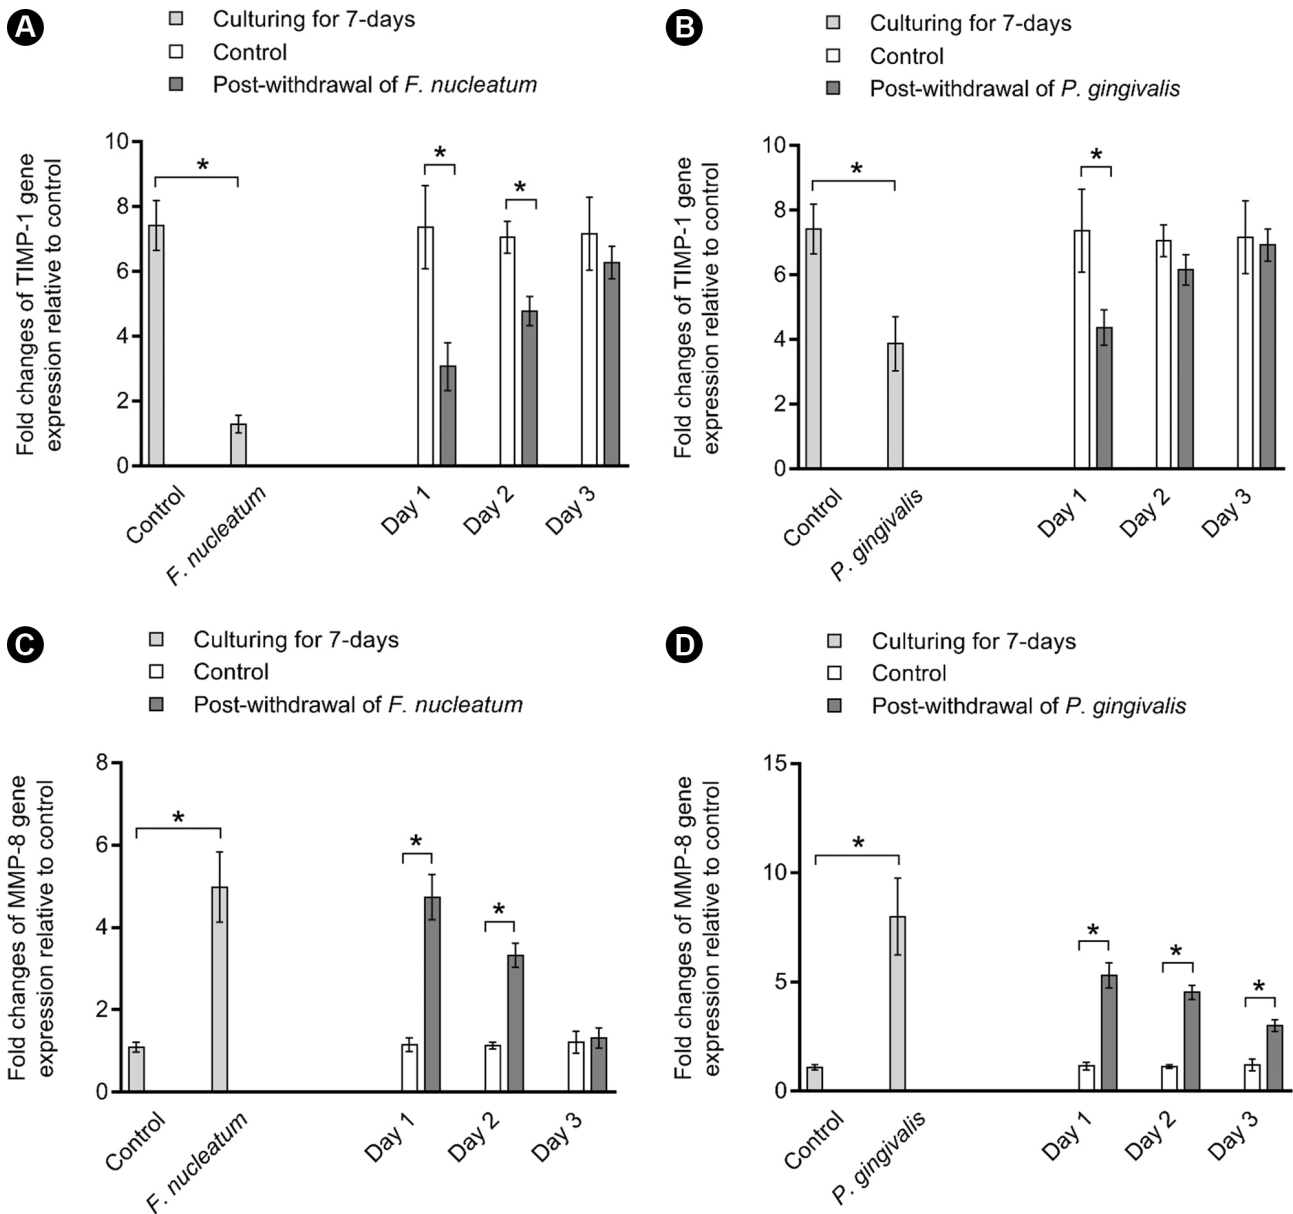 A
Culturing for 7-days
Control
Post-withdrawal of F. nucleatum
Fold changes of TIMP-1 gene
expression relative to control
10
8
6
4
2
0
*
*
*
Control
F. nucleatum
Day 1
Day 2
Day 3
B
Culturing for 7-days
Control
Post-withdrawal of P. gingivalis
Fold changes of TIMP-1 gene
expression relative to control
10
8
6
4
2
0
*
*
Control
P. gingivalis
Day 1
Day 2
Day 3
C
Culturing for 7-days
Control
Post-withdrawal of F. nucleatum
Fold changes of MMP-8 gene
expression relative to control
8
6
4
2
0
*
*
*
Control
F. nucleatum
Day 1
Day 2
Day 3
D
Culturing for 7-days
Control
Post-withdrawal of P. gingivalis
Fold changes of MMP-8 gene
expression relative to control
15
10
5
0
*
*
*
*
Control
P. gingivalis
Day 1
Day 2
Day 3